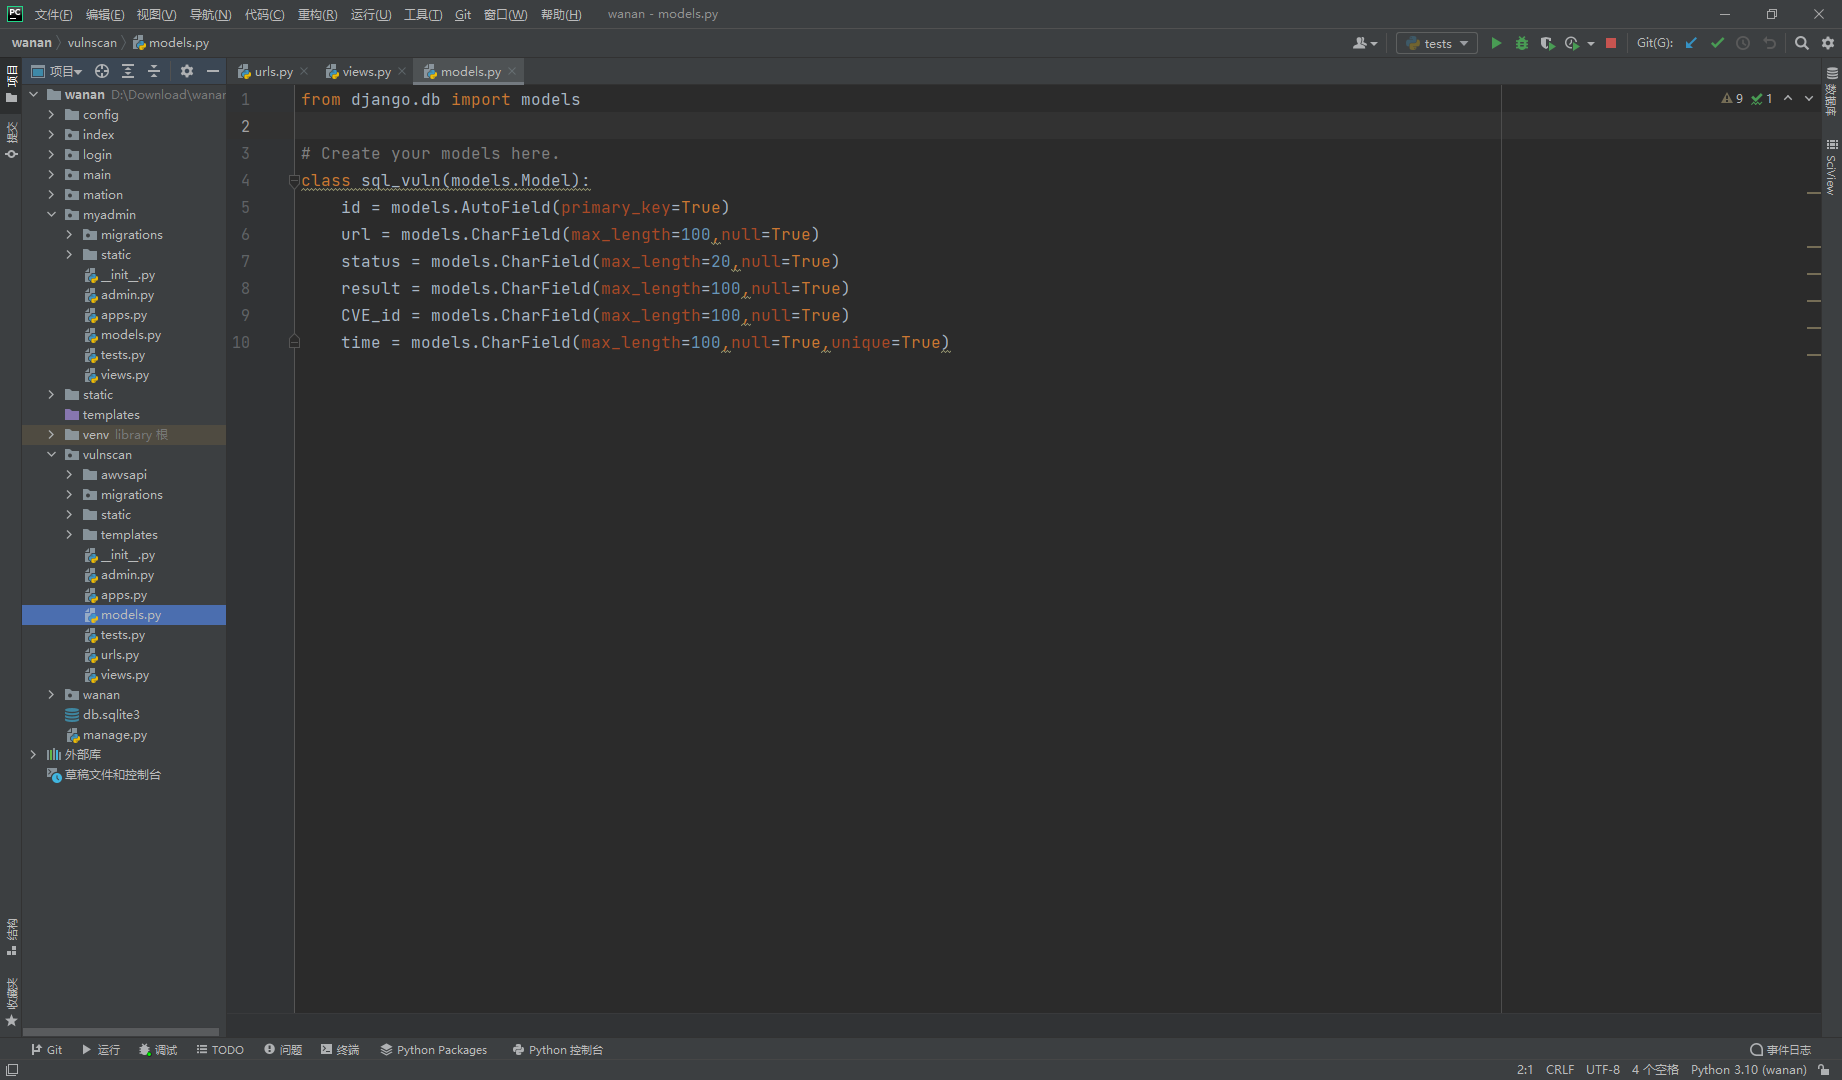 PC 文件(F) 编辑(E) 视图(V) 导航(N) 代码(C) 重构(R) 运行(U) 工具(T) Git 窗口(W) 帮助(H) wanan - models.py
wanan vulnscan models.py tests Git(G):
项目 urls.py views.py models.py
项目
提交
wanan D:\Download\wanan
config
index
login
main
mation
myadmin
migrations
static
__init__.py
admin.py
apps.py
models.py
tests.py
views.py
static
templates
venv library 根
vulnscan
awvsapi
migrations
static
templates
__init__.py
admin.py
apps.py
models.py
tests.py
urls.py
views.py
wanan
db.sqlite3
manage.py
外部库
草稿文件和控制台
结构
收藏夹
1 from django.db import models
2
3 # Create your models here.
4 class sql_vuln(models.Model):
5 id = models.AutoField(primary_key=True)
6 url = models.CharField(max_length=100,null=True)
7 status = models.CharField(max_length=20,null=True)
8 result = models.CharField(max_length=100,null=True)
9 CVE_id = models.CharField(max_length=100,null=True)
10 time = models.CharField(max_length=100,null=True,unique=True)
9 1
数据库
SciView
Git 运行 调试 TODO 问题 终端 Python Packages Python 控制台 事件日志
2:1 CRLF UTF-8 4 个空格 Python 3.10 (wanan)